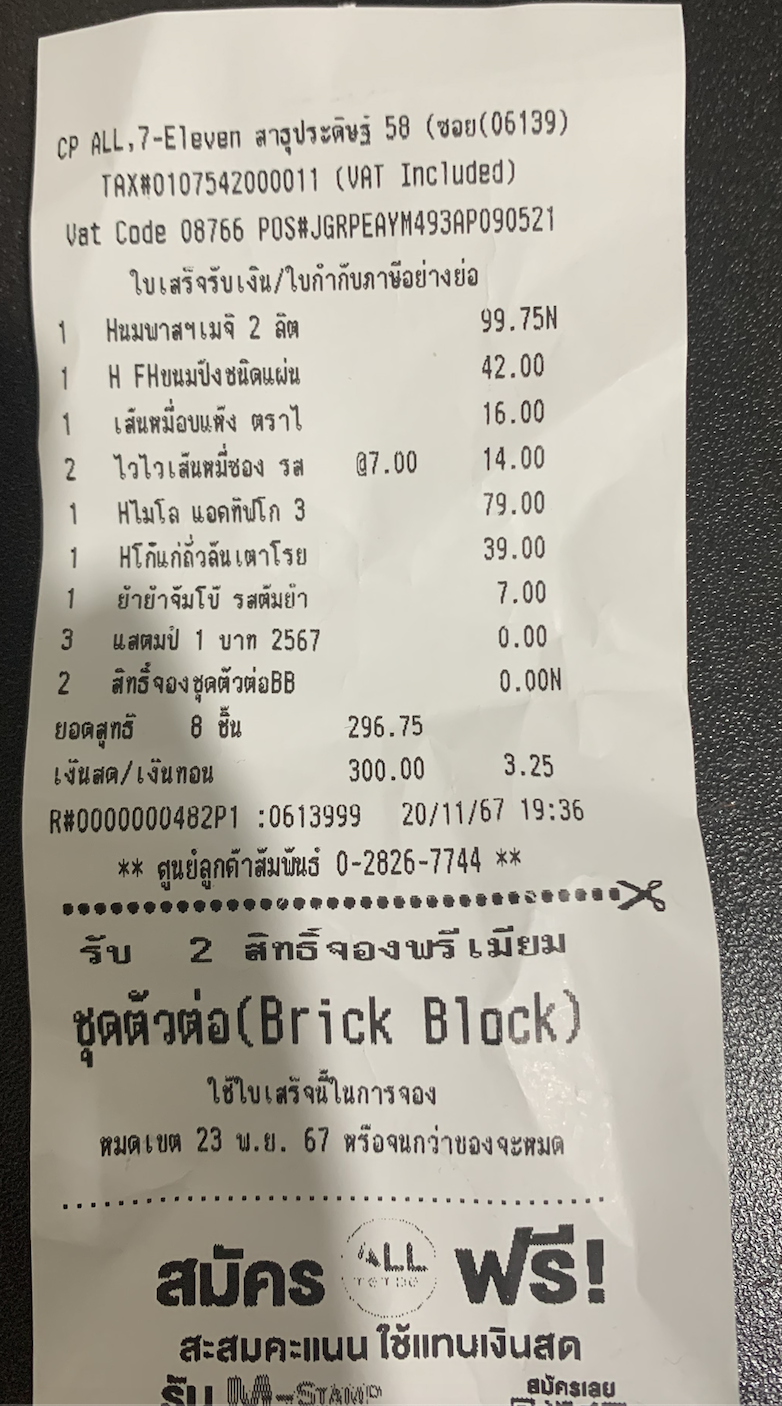 CP ALL,7-Eleven สาธุประดิษฐ์ 58 (ซอย(06139)
TAX#0107542000011 (VAT Included)
Vat Code 08766 POS#JGRPEAYM493AP090521
ใบเสร็จรับเงิน/ใบกำกับภาษีอย่างย่อ
1 Hนมพาสฯเมจิ 2 ลิต 99.75N
1 H FHขนมปังชนิดแผ่น 42.00
1 เส้นหมี่อบแห้ง ตราไ 16.00
2 ไวไวเส้นหมี่ซอง รส @7.00 14.00
1 Hไมโล แอคทิฟโก 3 79.00
1 Hโก๋แก่ถั่วลันเตาโรย 39.00
1 ยำยำจัมโบ้ รสต้มยำ 7.00
3 แสตมป์ 1 บาท 2567 0.00
2 สิทธิ์จองชุดตัวต่อBB 0.00N
ยอดสุทธิ 8 ชิ้น 296.75
เงินสด/เงินทอน 300.00 3.25
R#0000000482P1 :0613999 20/11/67 19:36
** ศูนย์ลูกค้าสัมพันธ์ 0-2826-7744 **
รับ 2 สิทธิ์จองพรีเมียม
ชุดตัวต่อ(Brick Block)
ใช้ใบเสร็จนี้ในการจอง
หมดเขต 23 พ.ย. 67 หรือจนกว่าของจะหมด
สมัคร ALL ฟรี!
สะสมคะแนน ใช้แทนเงินสด
รับ M-STAMP สมัครเลย